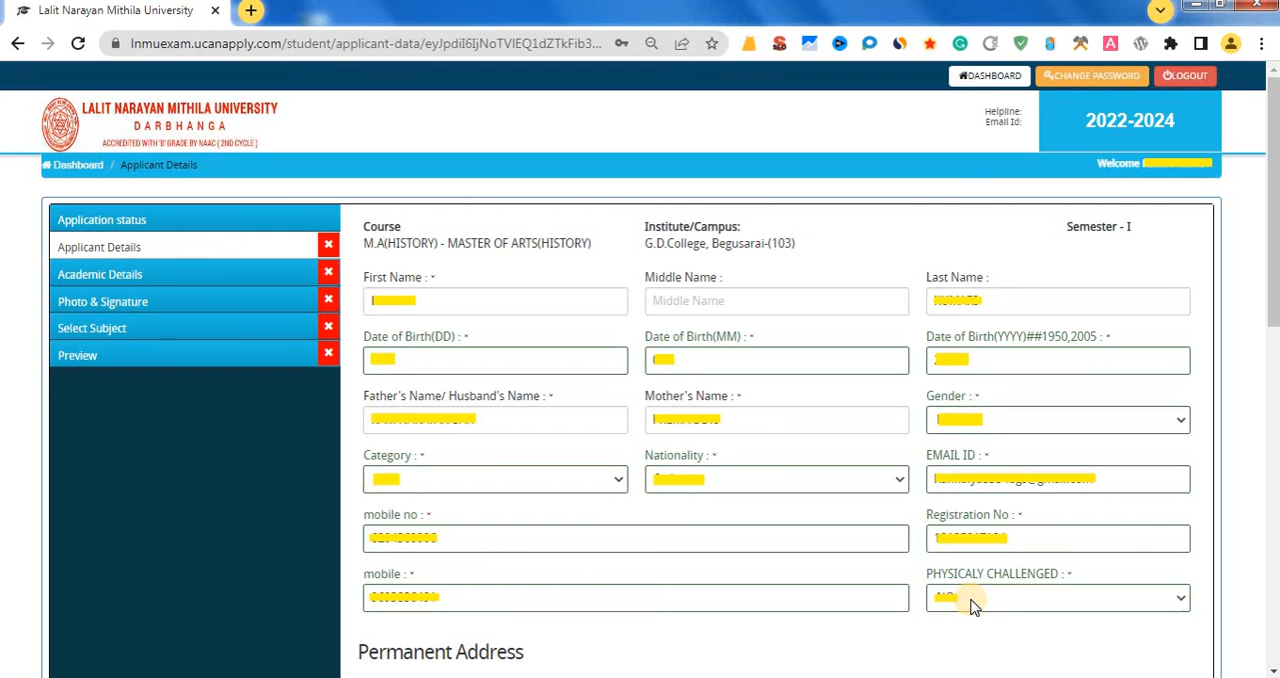 Lalit Narayan Mithila University
lnmuexam.ucanapply.com/student/applicant-data/eyJpdiI6IjNoTVlEQ1dZTkFib3...
DASHBOARD CHANGE PASSWORD LOGOUT
LALIT NARAYAN MITHILA UNIVERSITY
DARBHANGA
ACCREDITED WITH 'B' GRADE BY NAAC ( 2ND CYCLE )
Helpline:
Email Id:
2022-2024
Dashboard / Applicant Details
Welcome
Application status
Applicant Details
Academic Details
Photo & Signature
Select Subject
Preview
Course Institute/Campus: Semester - I
M.A(HISTORY) - MASTER OF ARTS(HISTORY) G.D.College, Begusarai-(103)
First Name : * Middle Name : Last Name :
Middle Name
Date of Birth(DD) : * Date of Birth(MM) : * Date of Birth(YYYY)##1950,2005 : *
Father's Name/ Husband's Name : * Mother's Name : * Gender : *
Category : * Nationality : * EMAIL ID : *
mobile no : * Registration No : *
mobile : * PHYSICALY CHALLENGED : *
Permanent Address